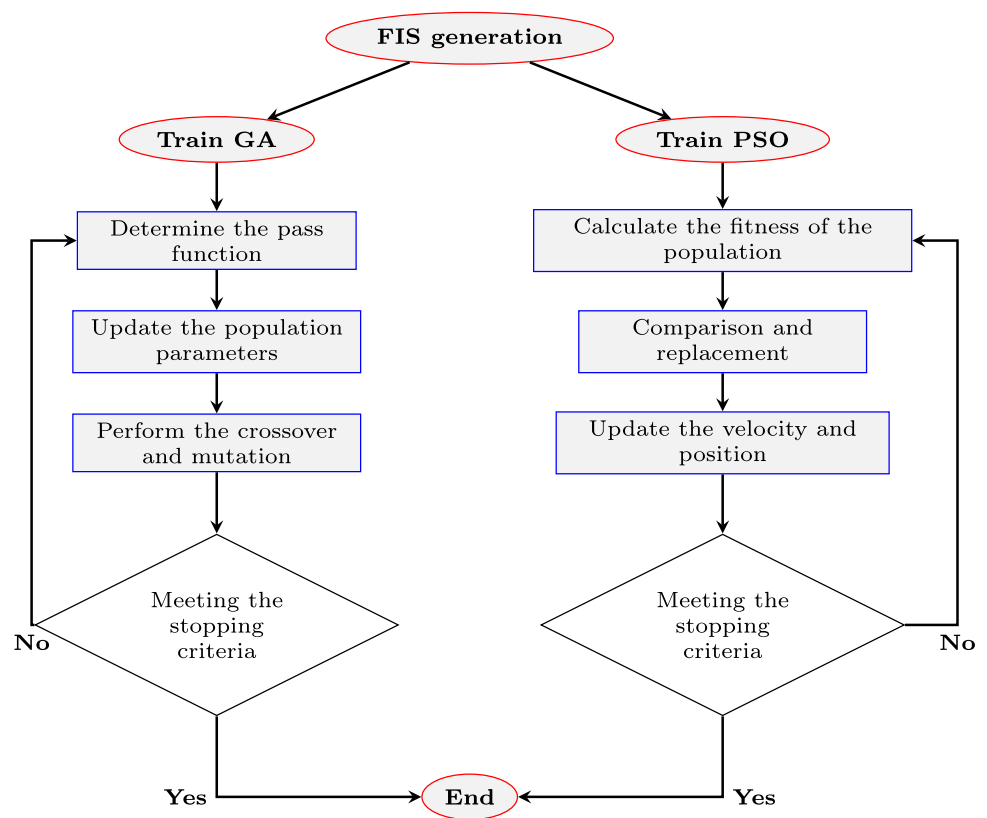 FIS generation
Train GA
Train PSO
Determine the pass
function
Calculate the fitness of the
population
Update the population
parameters
Comparison and
replacement
Perform the crossover
and mutation
Update the velocity and
position
Meeting the
stopping
criteria
Meeting the
stopping
criteria
No
No
Yes
End
Yes